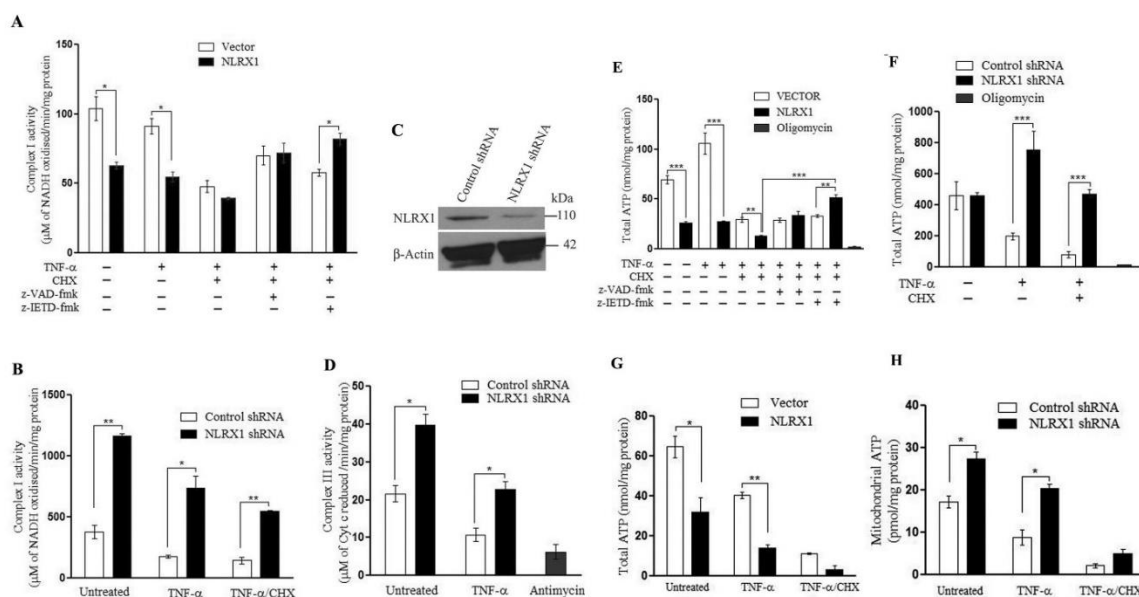 A
150
100
50
0
Complex I activity
(µM of NADH oxidised/min/mg protein
Vector
NLRX1
* * *
TNF-α – + + + +
CHX – – + + +
z-VAD-fmk – – – + –
z-IETD-fmk – – – – +
B
1500
1000
500
0
Complex I activity
(µM of NADH oxidised/min/mg protein
Control shRNA
NLRX1 shRNA
** * **
Untreated TNF-α TNF-α/CHX
C
Control shRNA
NLRX1 shRNA
kDa
NLRX1 110
β-Actin 42
D
50
40
30
20
10
0
Complex III activity
(µM of Cyt c reduced /min/mg protein
Control shRNA
NLRX1 shRNA
* *
Untreated TNF-α Antimycin
E
150
100
50
0
Total ATP (nmol/mg protein)
VECTOR
NLRX1
Oligomycin
*** *** ** *** **
TNF-α – – + + + + + + + +
CHX – – – – + + + + + +
z-VAD-fmk – – – – – – + + – –
z-IETD-fmk – – – – – – – – + +
F
1000
800
600
400
200
0
Total ATP (nmol/mg protein)
Control shRNA
NLRX1 shRNA
Oligomycin
*** ***
TNF-α – + +
CHX – – +
G
80
60
40
20
0
Total ATP (nmol/mg protein)
Vector
NLRX1
* **
Untreated TNF-α TNF-α/CHX
H
40
30
20
10
0
Mitochondrial ATP
(pmol/mg protein)
Control shRNA
NLRX1 shRNA
* *
Untreated TNF-α TNF-α/CHX